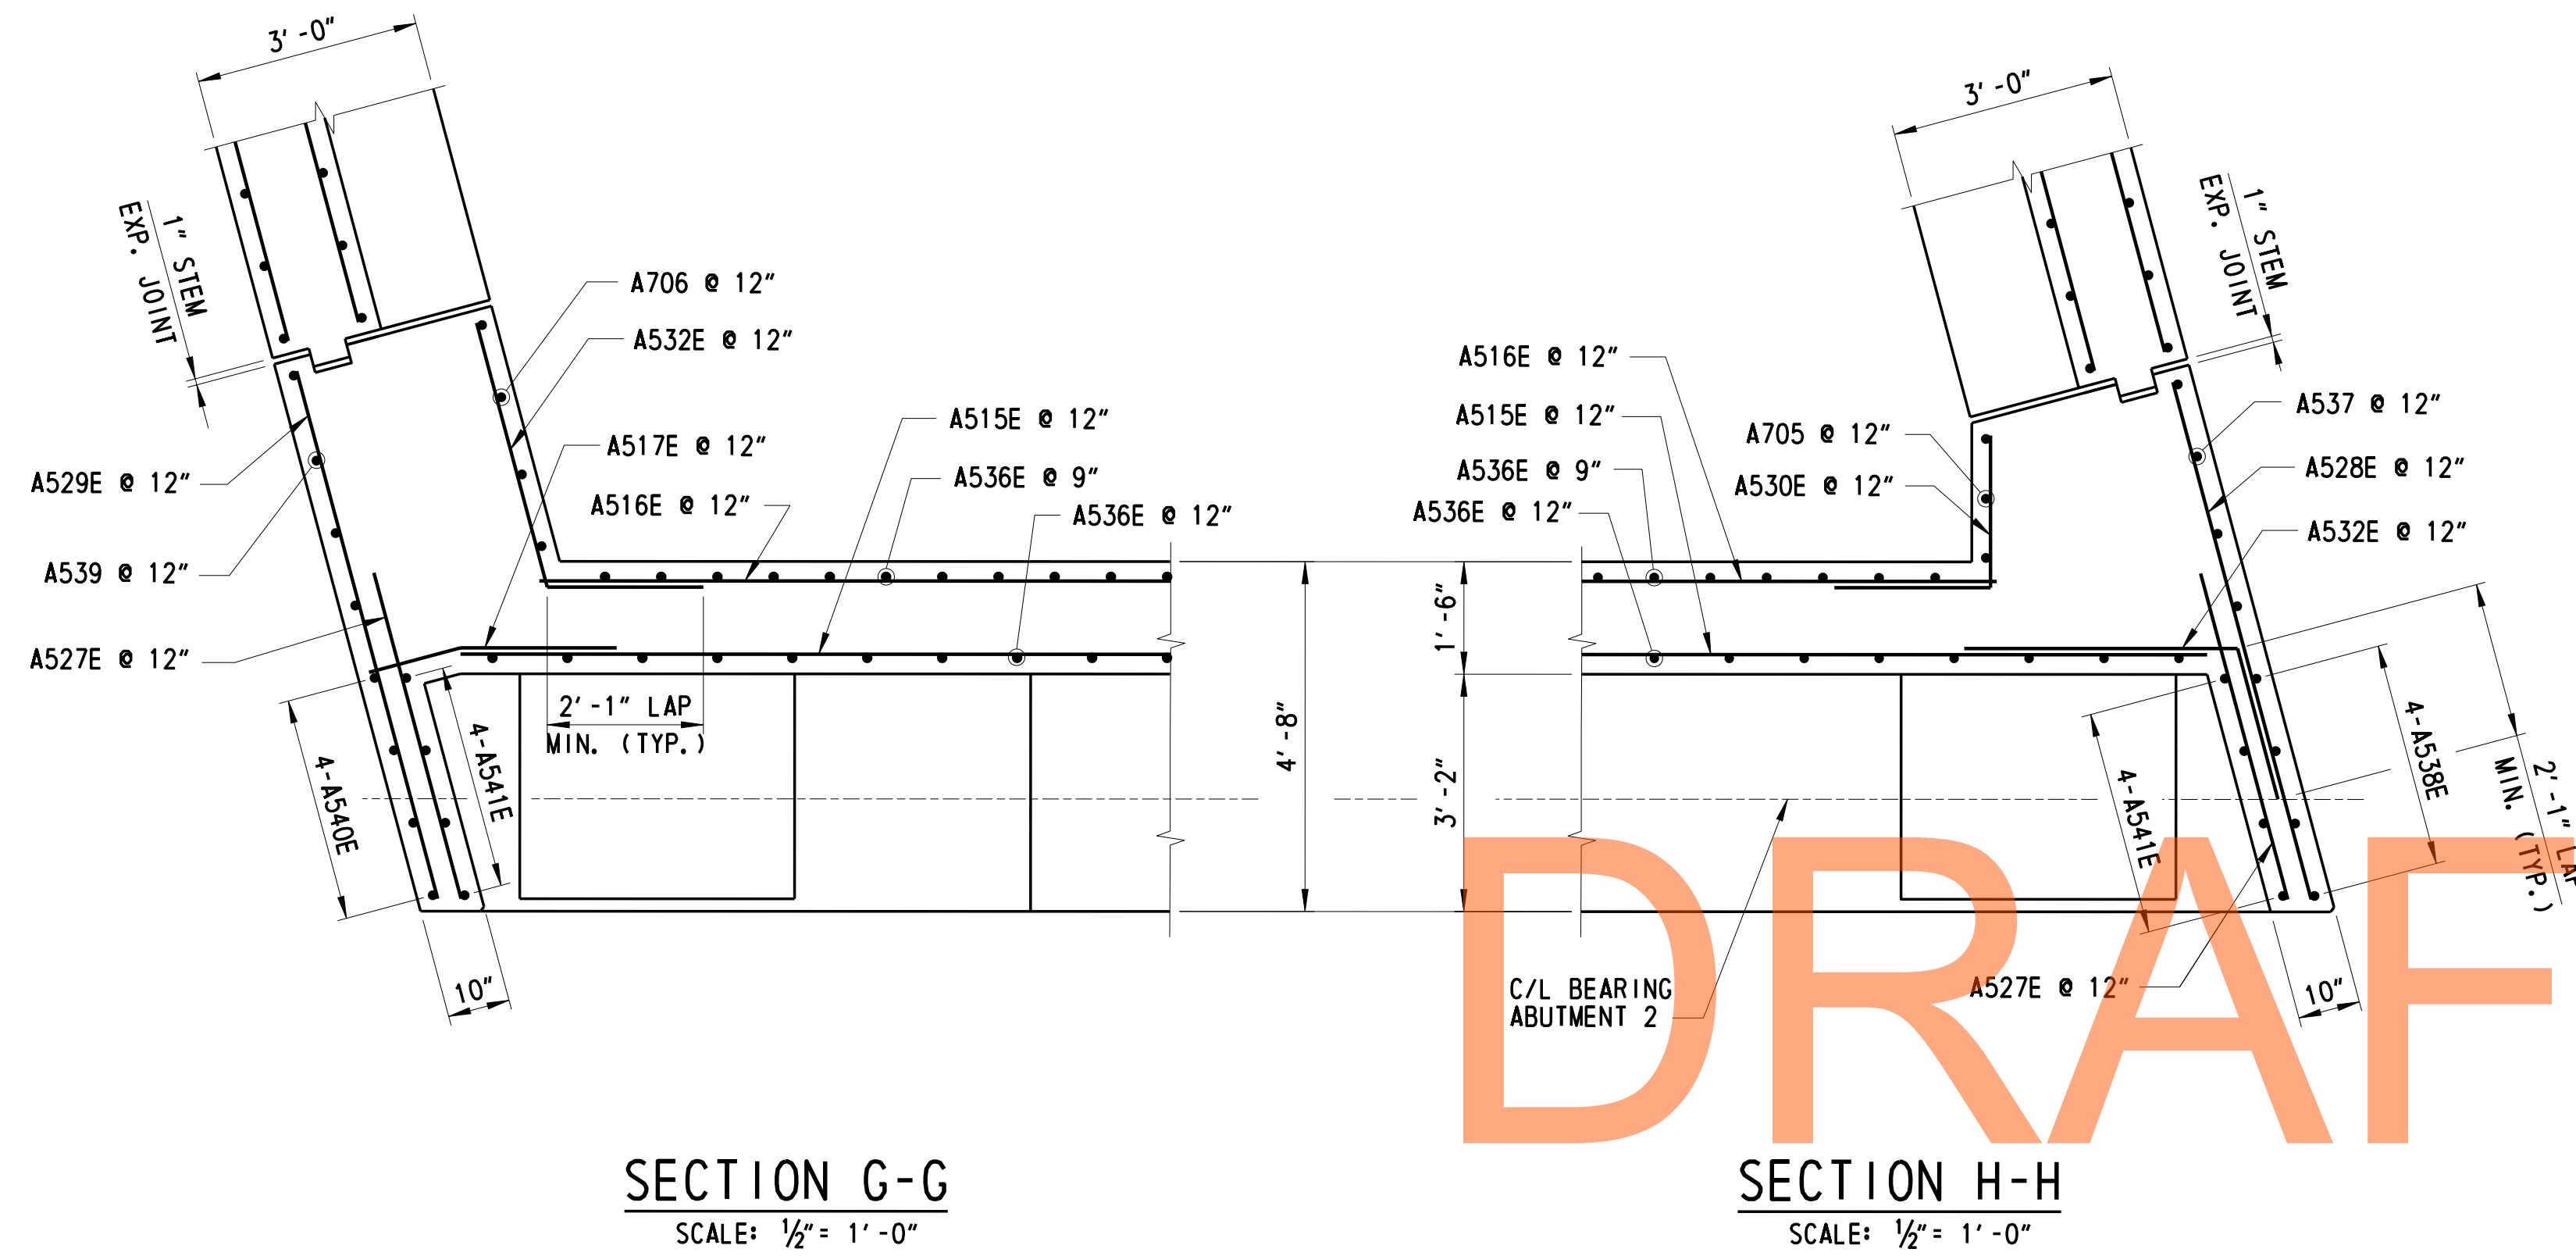 3'-0"
1" STEM
EXP. JOINT
A706 @ 12"
A532E @ 12"
A517E @ 12"
A515E @ 12"
A536E @ 9"
A516E @ 12"
A536E @ 12"
A529E @ 12"
A539 @ 12"
A527E @ 12"
4-A540E
4-A541E
2'-1" LAP
MIN. (TYP.)
10"
4'-8"
SECTION G-G
SCALE: ½"= 1'-0"
3'-0"
1" STEM
EXP. JOINT
A516E @ 12"
A515E @ 12"
A536E @ 9"
A536E @ 12"
A705 @ 12"
A530E @ 12"
A537 @ 12"
A528E @ 12"
A532E @ 12"
1'-6"
3'-2"
4-A541E
4-A538E
2'-1" LAP
MIN. (TYP.)
C/L BEARING
ABUTMENT 2
A527E @ 12"
10"
DRAF
SECTION H-H
SCALE: ½"= 1'-0"